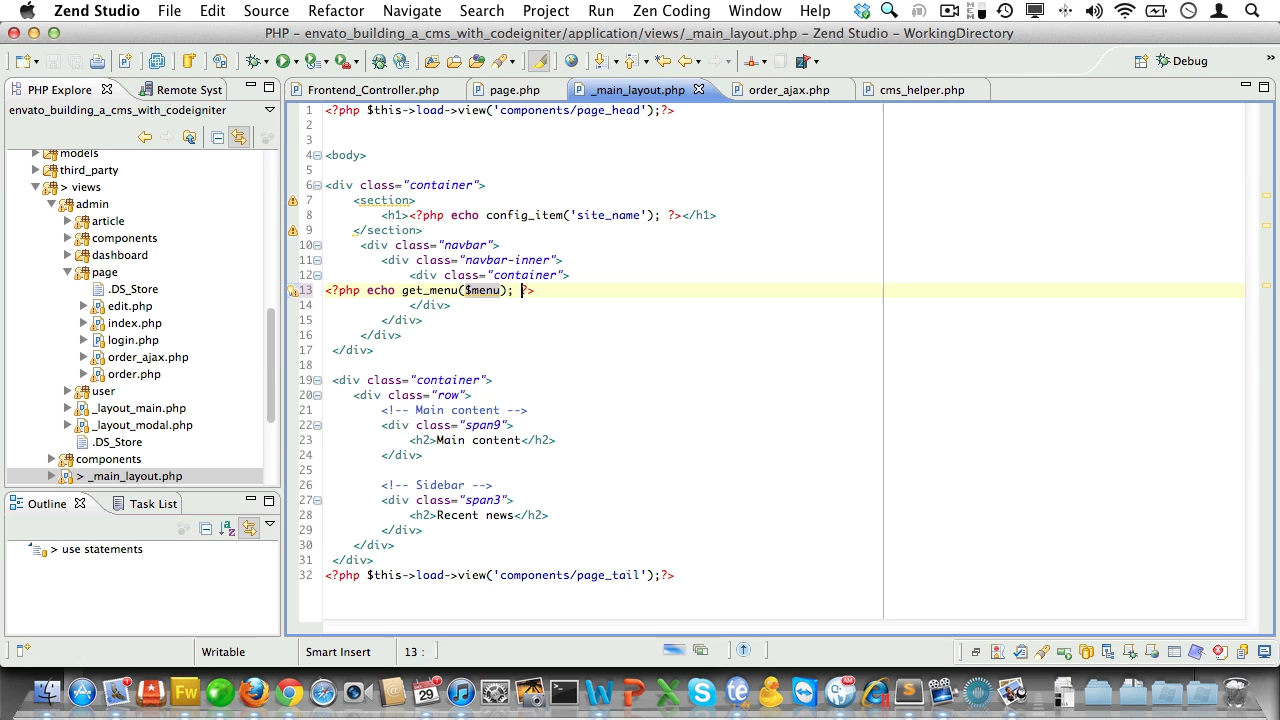 Zend Studio File Edit Source Refactor Navigate Search Project Run Zen Coding Window Help
PHP - envato_building_a_cms_with_codeigniter/application/views/_main_layout.php - Zend Studio - WorkingDirectory
Debug
PHP Explore Remote Syst
envato_building_a_cms_with_codeigniter
models
third_party
> views
admin
article
components
dashboard
page
.DS_Store
edit.php
index.php
login.php
order_ajax.php
order.php
user
_layout_main.php
_layout_modal.php
.DS_Store
components
> _main_layout.php
Outline Task List
> use statements
Frontend_Controller.php page.php _main_layout.php order_ajax.php cms_helper.php
1 <?php $this->load->view('components/page_head');?>
2
3
4 <body>
5
6 <div class="container">
7 <section>
8 <h1><?php echo config_item('site_name'); ?></h1>
9 </section>
10 <div class="navbar">
11 <div class="navbar-inner">
12 <div class="container">
13 <?php echo get_menu($menu); ?>
14 </div>
15 </div>
16 </div>
17 </div>
18
19 <div class="container">
20 <div class="row">
21 <!-- Main content -->
22 <div class="span9">
23 <h2>Main content</h2>
24 </div>
25
26 <!-- Sidebar -->
27 <div class="span3">
28 <h2>Recent news</h2>
29 </div>
30 </div>
31 </div>
32 <?php $this->load->view('components/page_tail');?>
Writable Smart Insert 13 :